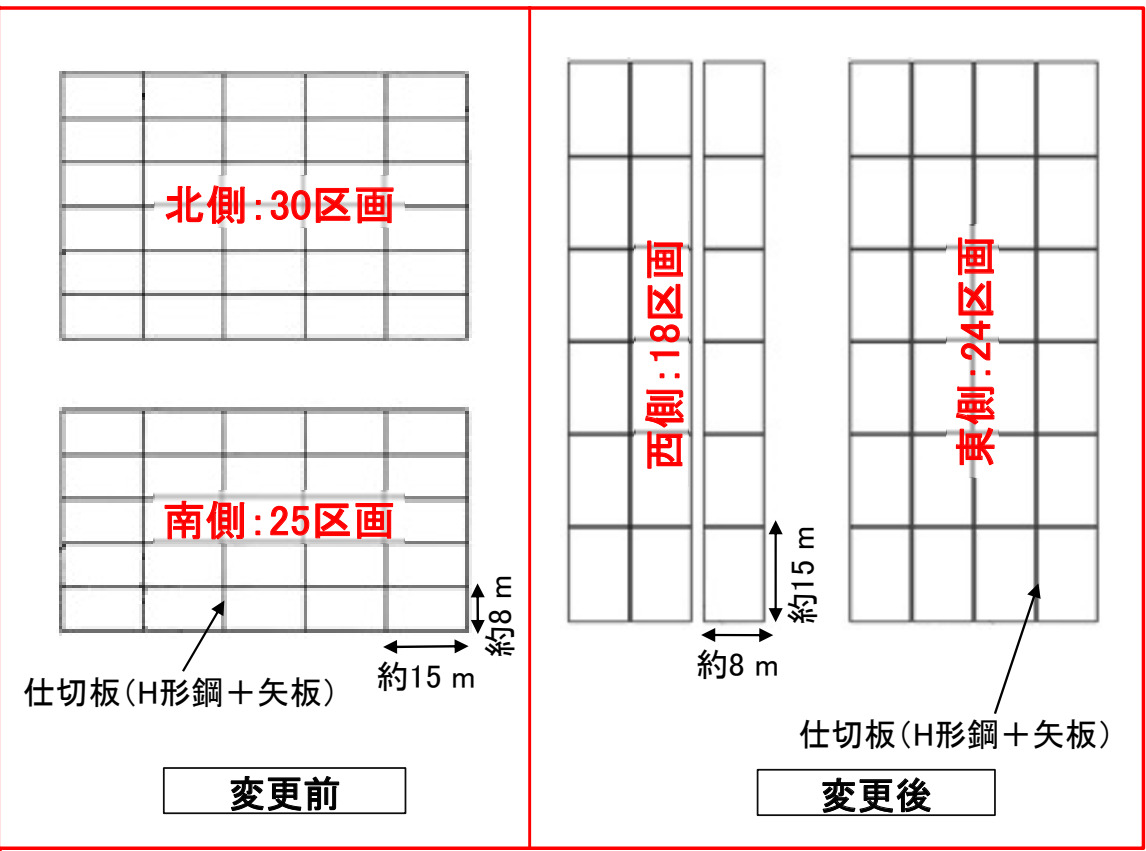 北側：30区画
南側：25区画
約8 m
約15 m
仕切板（H形鋼＋矢板）
変更前
西側：18区画
東側：24区画
約15 m
約8 m
仕切板（H形鋼＋矢板）
変更後